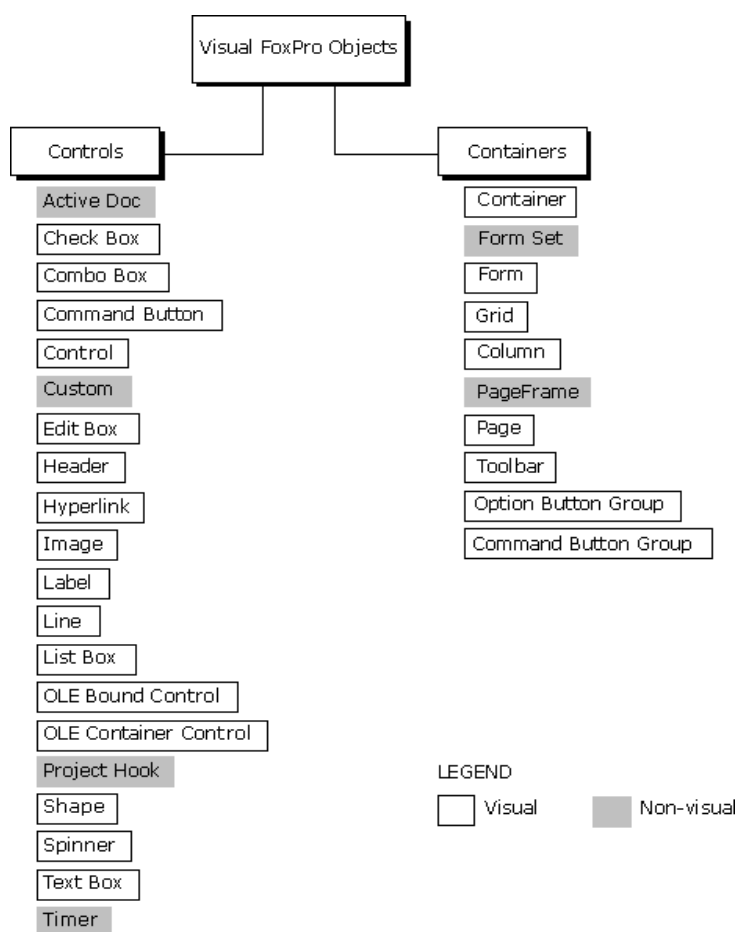 Visual FoxPro Objects
Controls
Active Doc
Check Box
Combo Box
Command Button
Control
Custom
Edit Box
Header
Hyperlink
Image
Label
Line
List Box
OLE Bound Control
OLE Container Control
Project Hook
Shape
Spinner
Text Box
Timer
Containers
Container
Form Set
Form
Grid
Column
PageFrame
Page
Toolbar
Option Button Group
Command Button Group
LEGEND
Visual
Non-visual